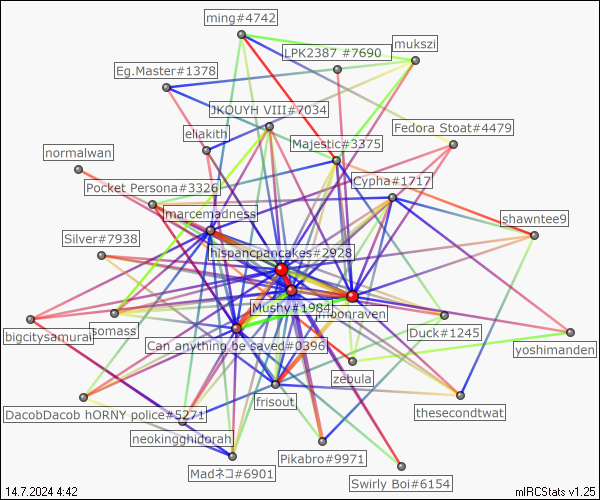 ming#4742
mukszi
LPK2387 #7690
Eg.Master#1378
JKOUYH VIII#7034
Fedora Stoat#4479
eliakith
Majestic#3375
normalwan
Cypha#1717
Pocket Persona#3326
marcemadness
shawntee9
Silver#7938
hispancpancakes#2928
Mushy#1984
moonraven
somass
bigcitysamurai
Duck#1245
Can anything be saved#0396
yoshimanden
zebula
frisout
DacobDacob hORNY police#5271
thesecondtwat
neokingghidorah
Pikabro#9971
Madネコ#6901
Swirly Boi#6154
14.7.2024 4:42
mIRCStats v1.25